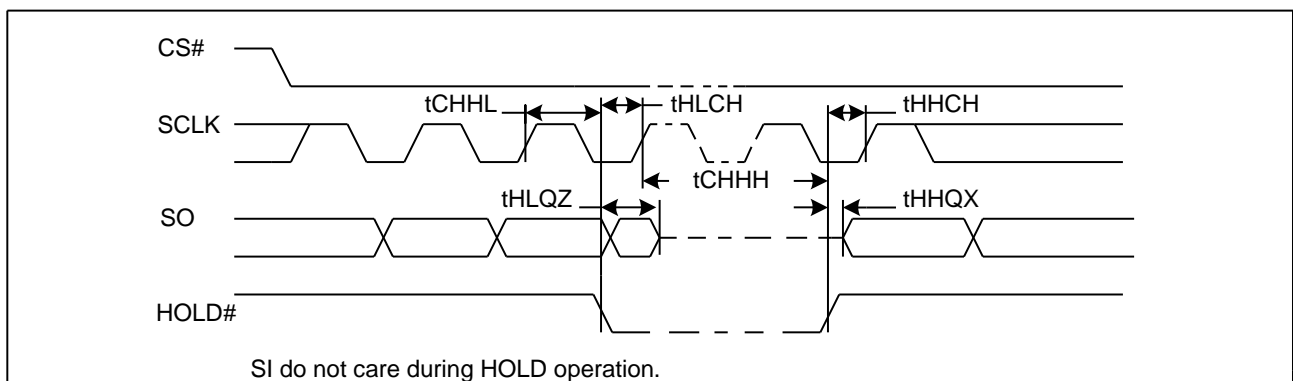 CS#
tCHHL
tHLCH
tHHCH
SCLK
tCHHH
tHLQZ
tHHQX
SO
HOLD#
SI do not care during HOLD operation.